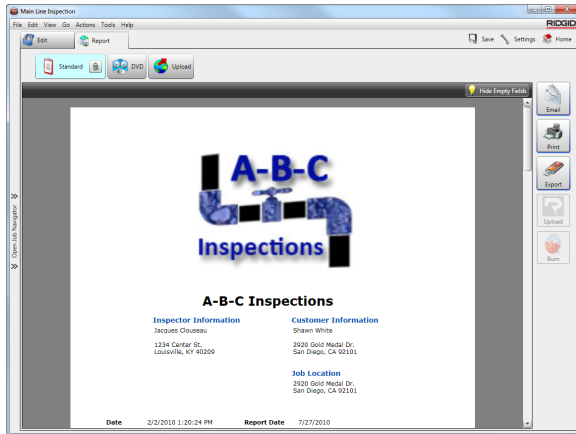 Main Line Inspection
File Edit View Go Actions Tools Help
RIDGID
Edit
Report
Save
Settings
Home
Standard
DVD
Upload
Hide Empty Fields
Email
Print
Export
Upload
Burn
Open Job Navigator
A-B-C
Inspections
A-B-C Inspections
Inspector Information
Jacques Clouseau
1234 Center St.
Louisville, KY 40209
Customer Information
Shawn White
2920 Gold Medal Dr.
San Diego, CA 92101
Job Location
2920 Gold Medal Dr.
San Diego, CA 92101
Date 2/2/2010 1:20:24 PM Report Date 7/27/2010